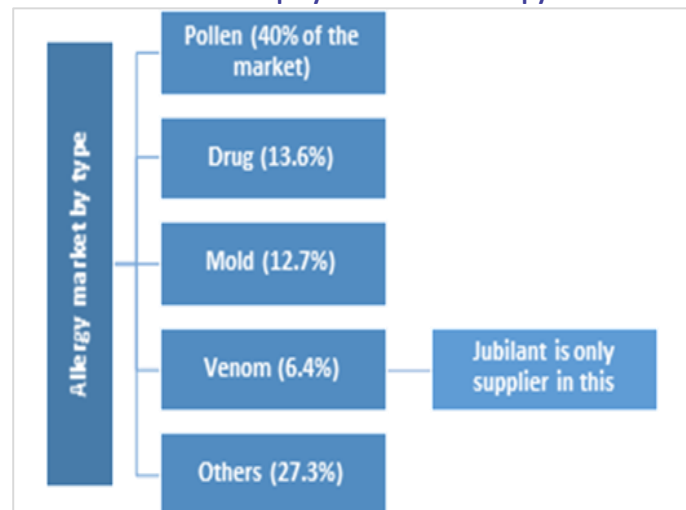 Allergy market by type
Pollen (40% of the
market)
Drug (13.6%)
Mold (12.7%)
Venom (6.4%)
Jubilant is only
supplier in this
Others (27.3%)